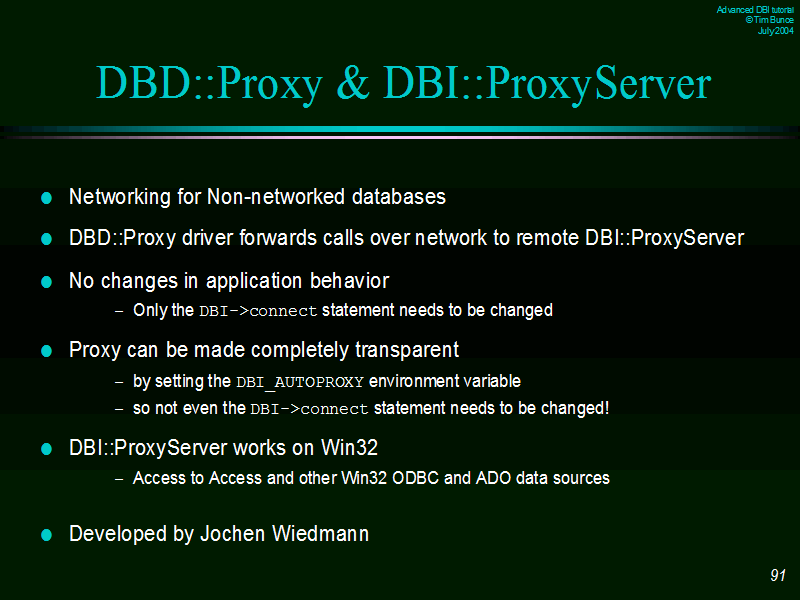 Advanced DBI tutorial
© Tim Bunce
July 2004
DBD::Proxy & DBI::ProxyServer
Networking for Non-networked databases
DBD::Proxy driver forwards calls over network to remote DBI::ProxyServer
No changes in application behavior
– Only the DBI->connect statement needs to be changed
Proxy can be made completely transparent
– by setting the DBI_AUTOPROXY environment variable
– so not even the DBI->connect statement needs to be changed!
DBI::ProxyServer works on Win32
– Access to Access and other Win32 ODBC and ADO data sources
Developed by Jochen Wiedmann
91